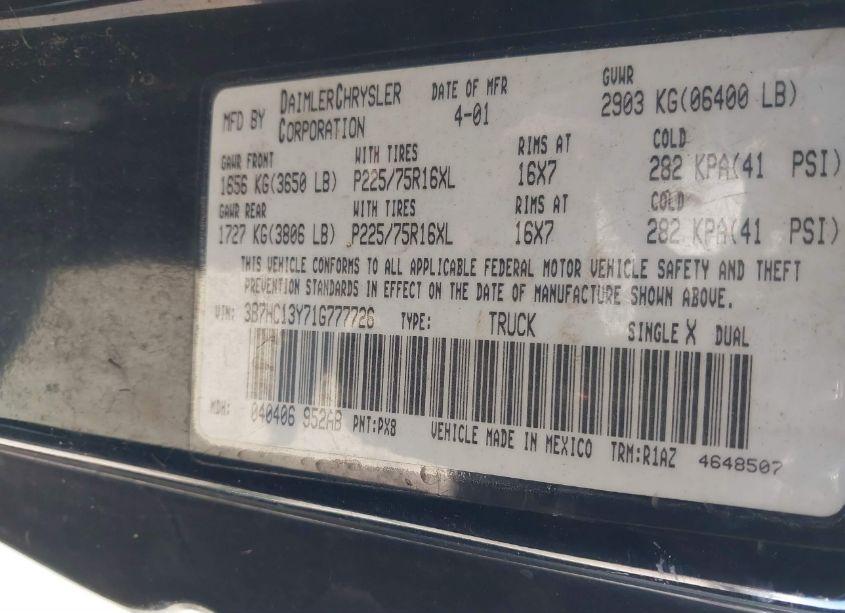 MFD BY DAIMLERCHRYSLER CORPORATION DATE OF MFR 4-01 GVWR 2903 KG(06400 LB)
GAWR FRONT WITH TIRES RIMS AT COLD
1656 KG(3650 LB) P225/75R16XL 16X7 282 KPA(41 PSI)
GAWR REAR WITH TIRES RIMS AT COLD
1727 KG(3806 LB) P225/75R16XL 16X7 282 KPA(41 PSI)
THIS VEHICLE CONFORMS TO ALL APPLICABLE FEDERAL MOTOR VEHICLE SAFETY AND THEFT
PREVENTION STANDARDS IN EFFECT ON THE DATE OF MANUFACTURE SHOWN ABOVE.
VIN: 3B7HC13Y71G777726 TYPE: TRUCK SINGLE X DUAL
MDH: 040406 952AB PNT:PX8 VEHICLE MADE IN MEXICO TRM:R1AZ 4648507